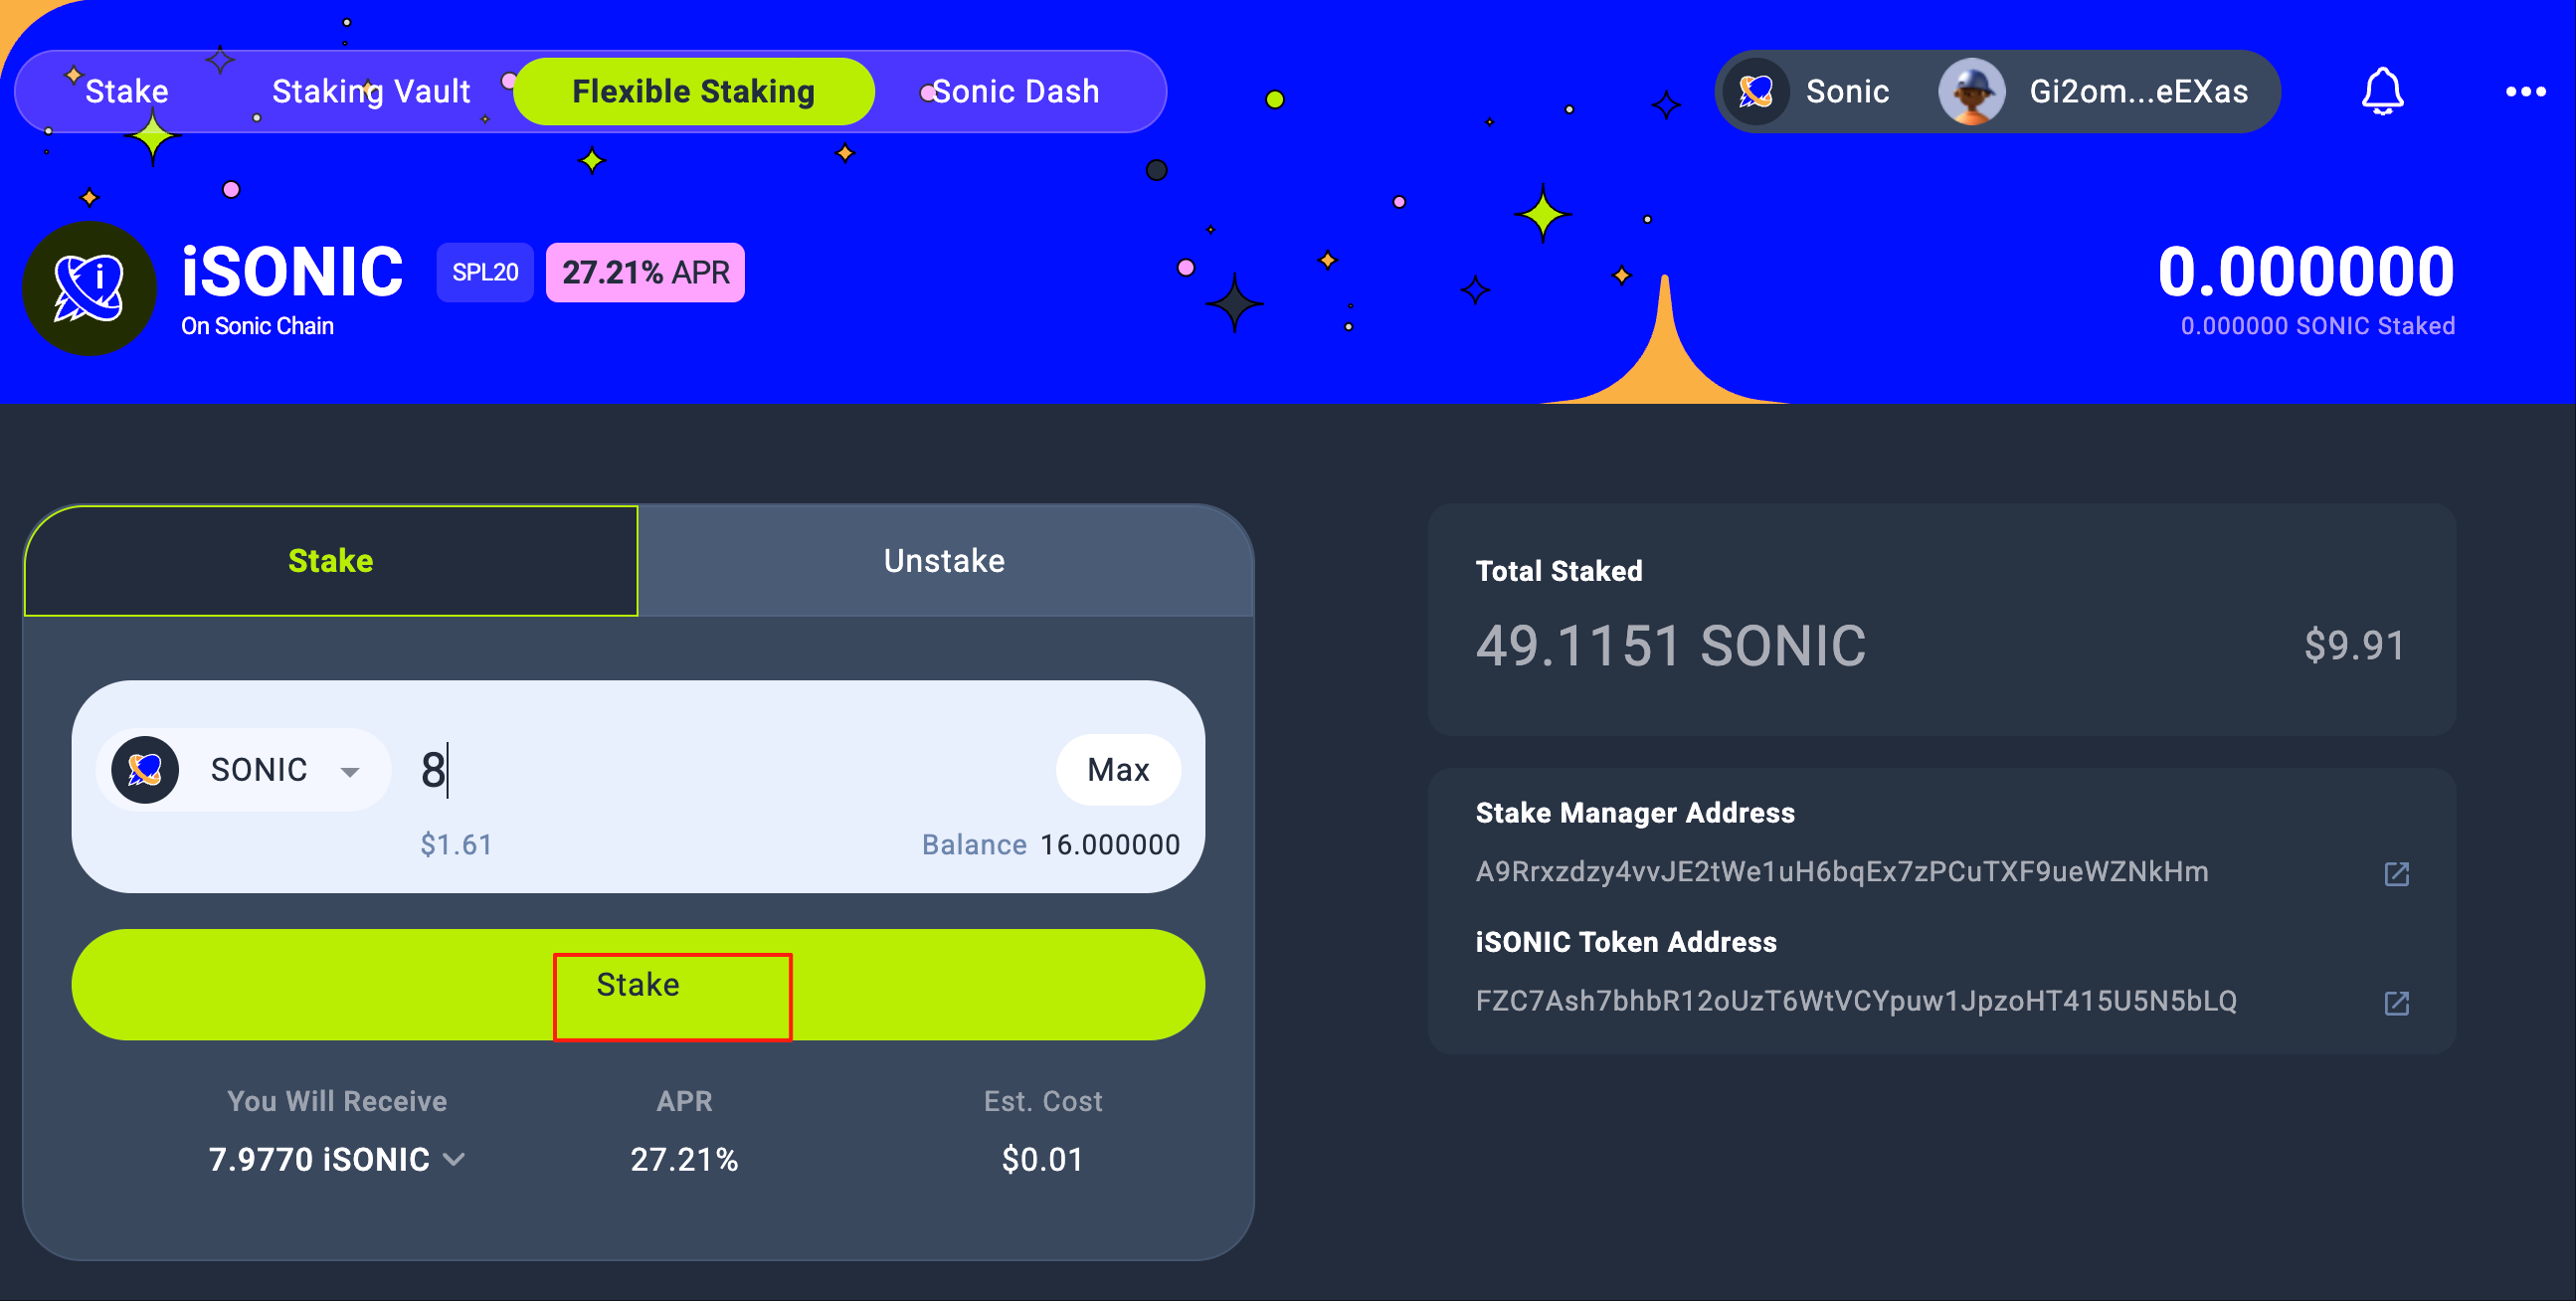 Stake Staking Vault Flexible Staking Sonic Dash Sonic Gi2om...eEXas
iSONIC SPL20 27.21% APR
On Sonic Chain
0.000000
0.000000 SONIC Staked
Stake Unstake
SONIC 8 Max
$1.61 Balance 16.000000
Stake
You Will Receive APR Est. Cost
7.9770 iSONIC 27.21% $0.01
Total Staked
49.1151 SONIC $9.91
Stake Manager Address
A9Rrxzdzy4vvJE2tWe1uH6bqEx7zPCuTXF9ueWZNkHm
iSONIC Token Address
FZC7Ash7bhbR12oUzT6WtVCYpuw1JpzoHT415U5N5bLQ